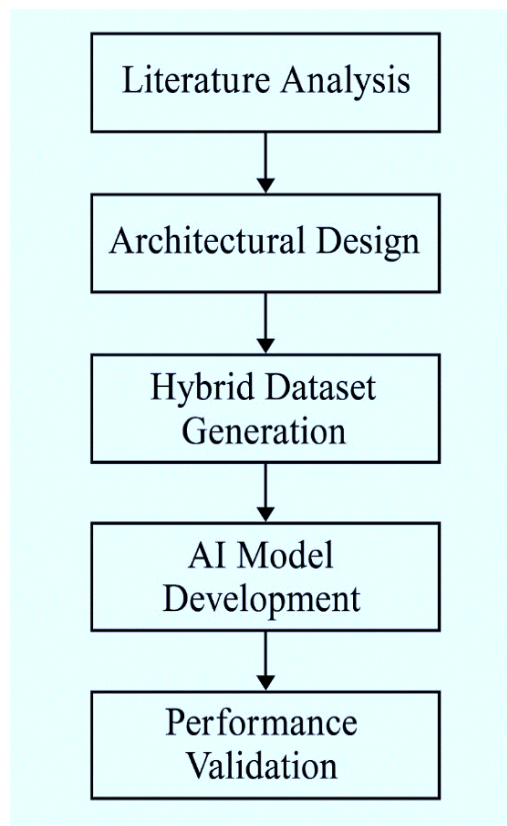 Literature Analysis
Architectural Design
Hybrid Dataset
Generation
AI Model
Development
Performance
Validation